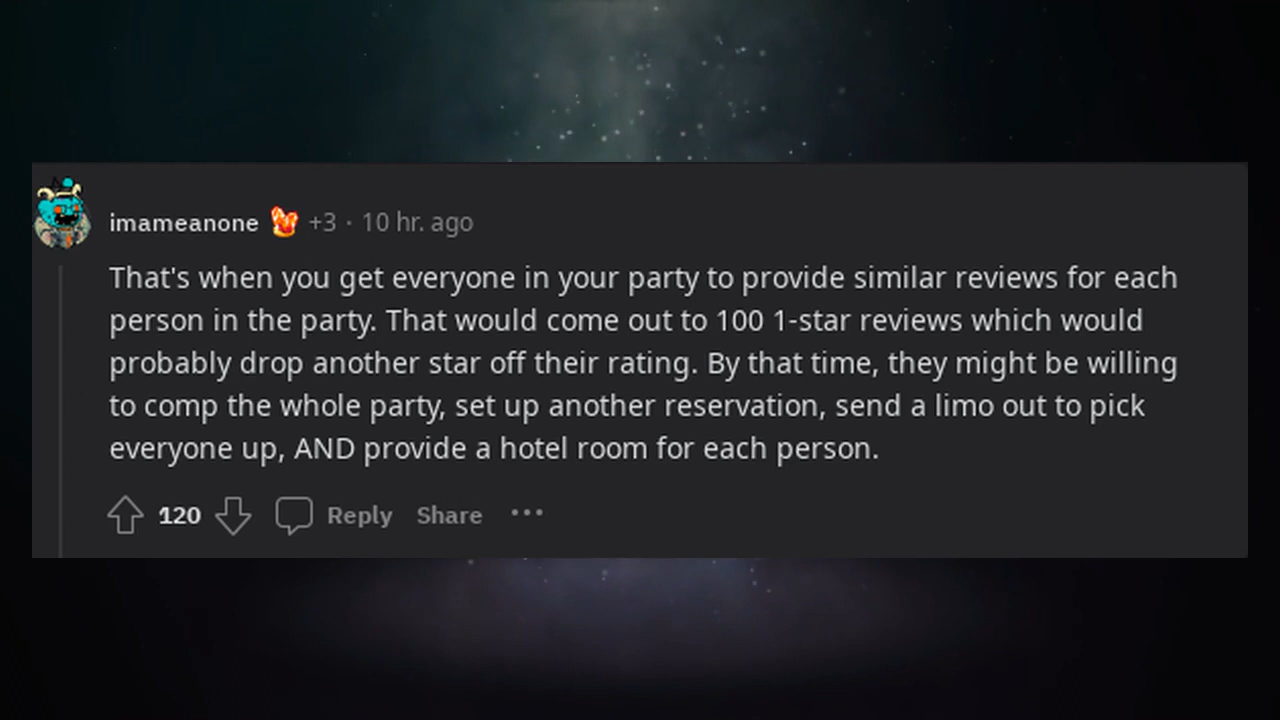 imameanone +3 · 10 hr. ago
That's when you get everyone in your party to provide similar reviews for each
person in the party. That would come out to 100 1-star reviews which would
probably drop another star off their rating. By that time, they might be willing
to comp the whole party, set up another reservation, send a limo out to pick
everyone up, AND provide a hotel room for each person.
120 Reply Share ···